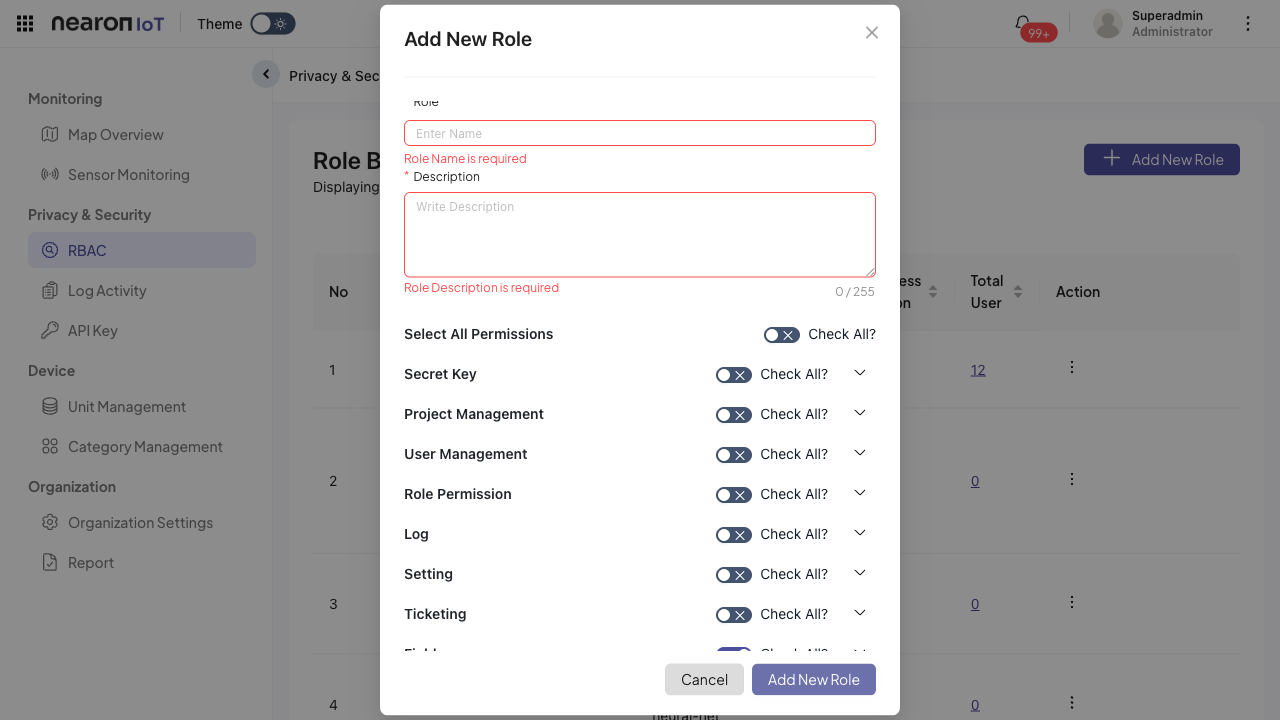 nearon IoT
Theme
99+
Superadmin
Administrator
Add New Role
Privacy & Sec
Monitoring
Map Overview
Sensor Monitoring
Privacy & Security
RBAC
Log Activity
API Key
Device
Unit Management
Category Management
Organization
Organization Settings
Report
Role B
Displaying
Add New Role
No
ess
on
Total
User
Action
1
12
2
0
3
0
4
0
neural-net
Role
Enter Name
Role Name is required
* Description
Write Description
Role Description is required
0 / 255
Select All Permissions
Check All?
Secret Key
Check All?
Project Management
Check All?
User Management
Check All?
Role Permission
Check All?
Log
Check All?
Setting
Check All?
Ticketing
Check All?
Check All?
Cancel
Add New Role